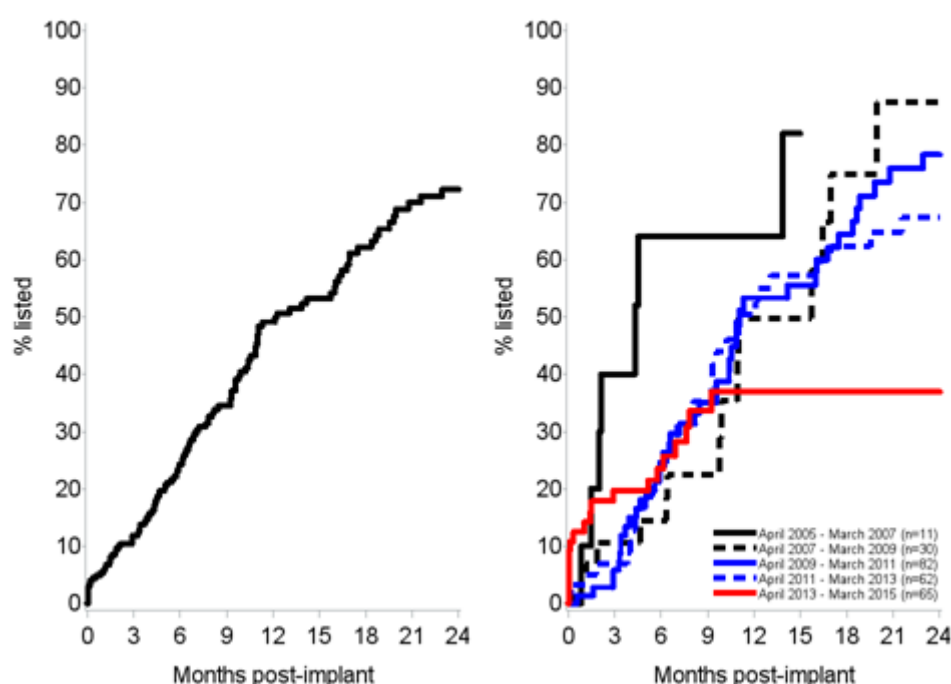 100
90
80
70
60
50
40
30
20
10
0
% listed
0 3 6 9 12 15 18 21 24
Months post-implant
100
90
80
70
60
50
40
30
20
10
0
% listed
April 2005 - March 2007 (n=11)
April 2007 - March 2009 (n=30)
April 2009 - March 2011 (n=82)
April 2011 - March 2013 (n=62)
April 2013 - March 2015 (n=65)
0 3 6 9 12 15 18 21 24
Months post-implant